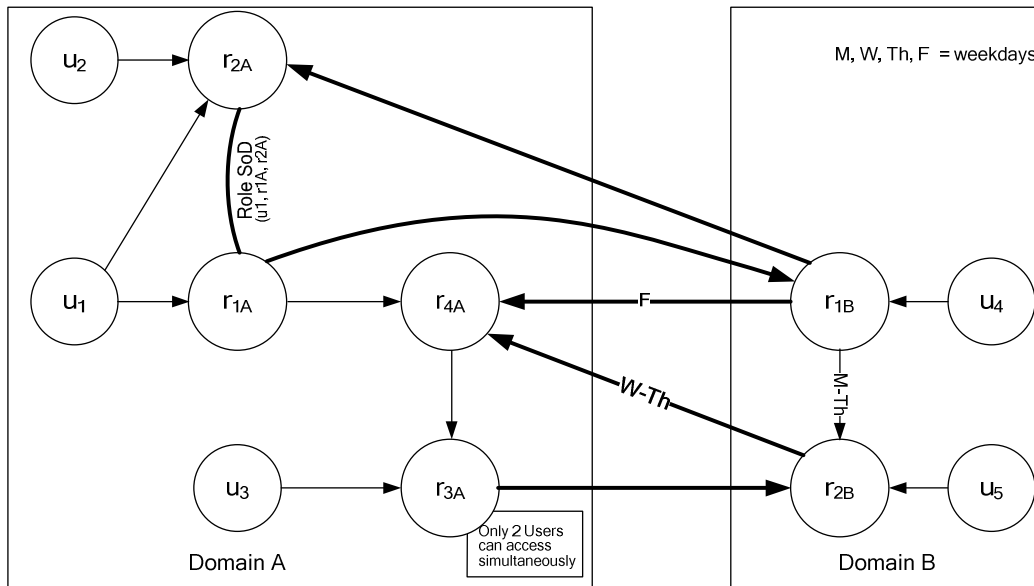 u2
r2A
M, W, Th, F = weekdays
Role SoD
(u1, r1A, r2A)
u1
r1A
r4A
F
r1B
u4
W-Th
M-Th
u3
r3A
r2B
u5
Only 2 Users
can access
simultaneously
Domain A
Domain B